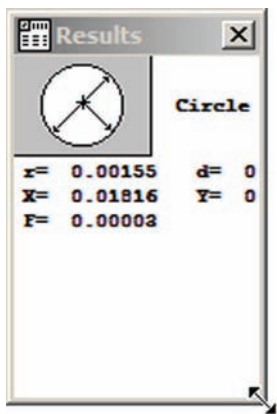 Results
Circle
r= 0.00155 d= 0
X= 0.01816 Y= 0
F= 0.00003